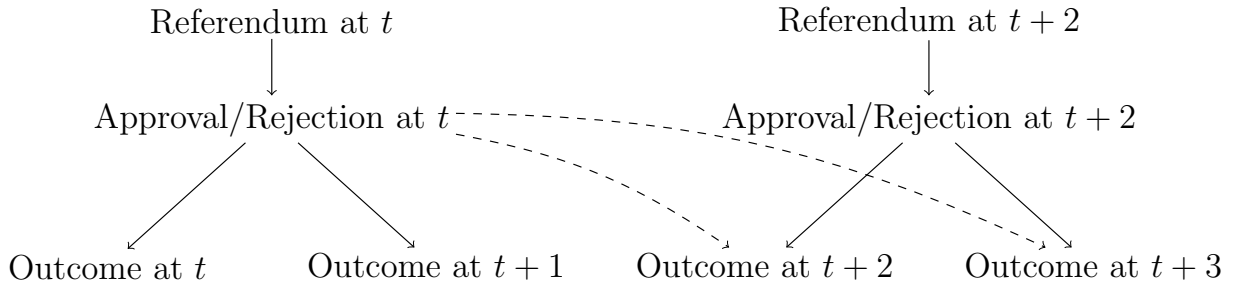 Referendum at t
Referendum at t + 2
Approval/Rejection at t
Approval/Rejection at t + 2
Outcome at t
Outcome at t + 1
Outcome at t + 2
Outcome at t + 3